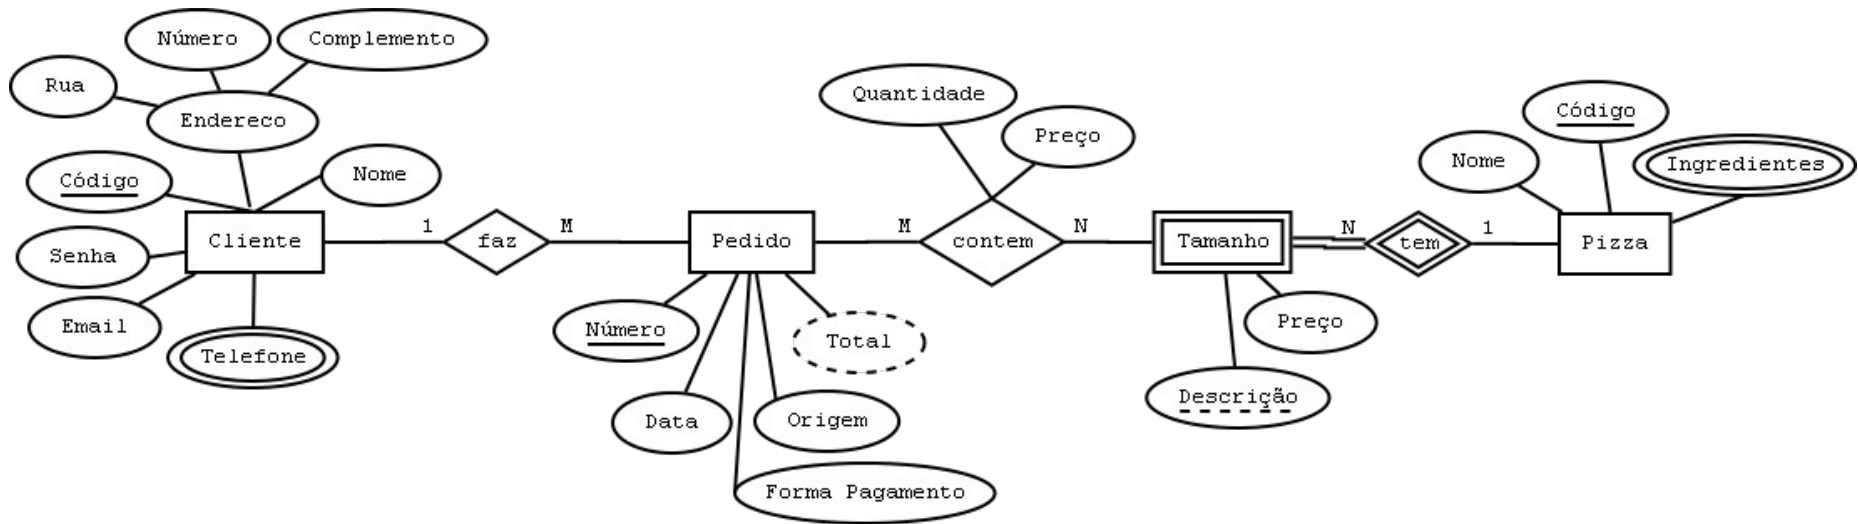 Número
Complemento
Rua
Endereco
Código
Nome
Senha
Cliente
Email
Telefone
1
faz
M
Pedido
Número
Total
Data
Origem
Forma Pagamento
Quantidade
Preço
M
contem
N
Tamanho
Preço
Descrição
N
tem
1
Código
Nome
Ingredientes
Pizza